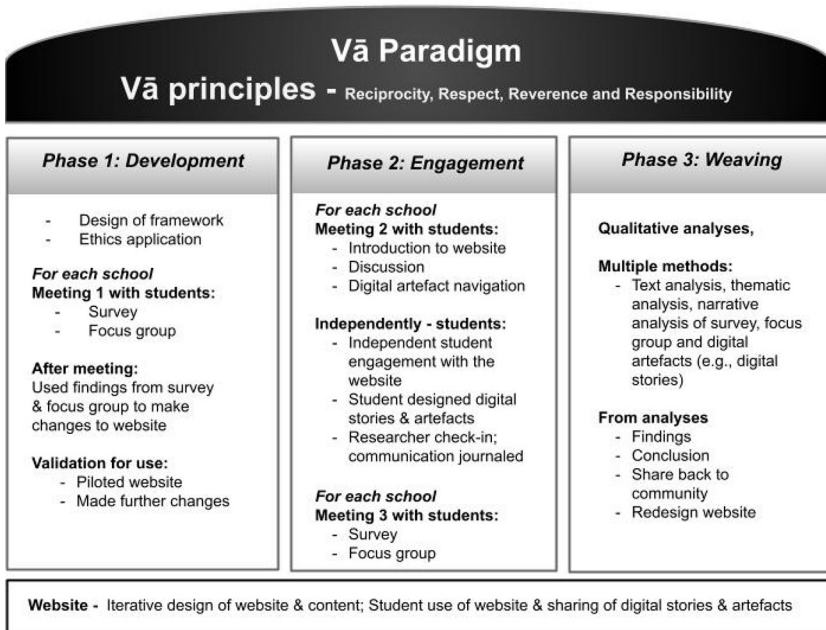 Vā Paradigm
Vā principles - Reciprocity, Respect, Reverence and Responsibility
Phase 1: Development
- Design of framework
- Ethics application
For each school
Meeting 1 with students:
- Survey
- Focus group
After meeting:
Used findings from survey
& focus group to make
changes to website
Validation for use:
- Piloted website
- Made further changes
Phase 2: Engagement
For each school
Meeting 2 with students:
- Introduction to website
- Discussion
- Digital artefact navigation
Independently - students:
- Independent student
engagement with the
website
- Student designed digital
stories & artefacts
- Researcher check-in;
communication journaled
For each school
Meeting 3 with students:
- Survey
- Focus group
Phase 3: Weaving
Qualitative analyses,
Multiple methods:
- Text analysis, thematic
analysis, narrative
analysis of survey, focus
group and digital
artefacts (e.g., digital
stories)
From analyses
- Findings
- Conclusion
- Share back to
community
- Redesign website
Website - Iterative design of website & content; Student use of website & sharing of digital stories & artefacts